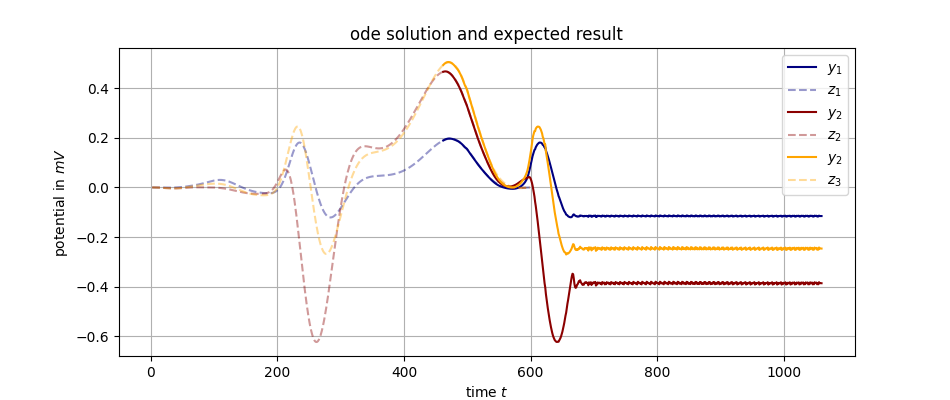 ode solution and expected result
potential in mV
0.4
0.2
0.0
−0.2
−0.4
−0.6
y₁
z₁
y₂
z₂
y₂
z₃
0 200 400 600 800 1000
time t